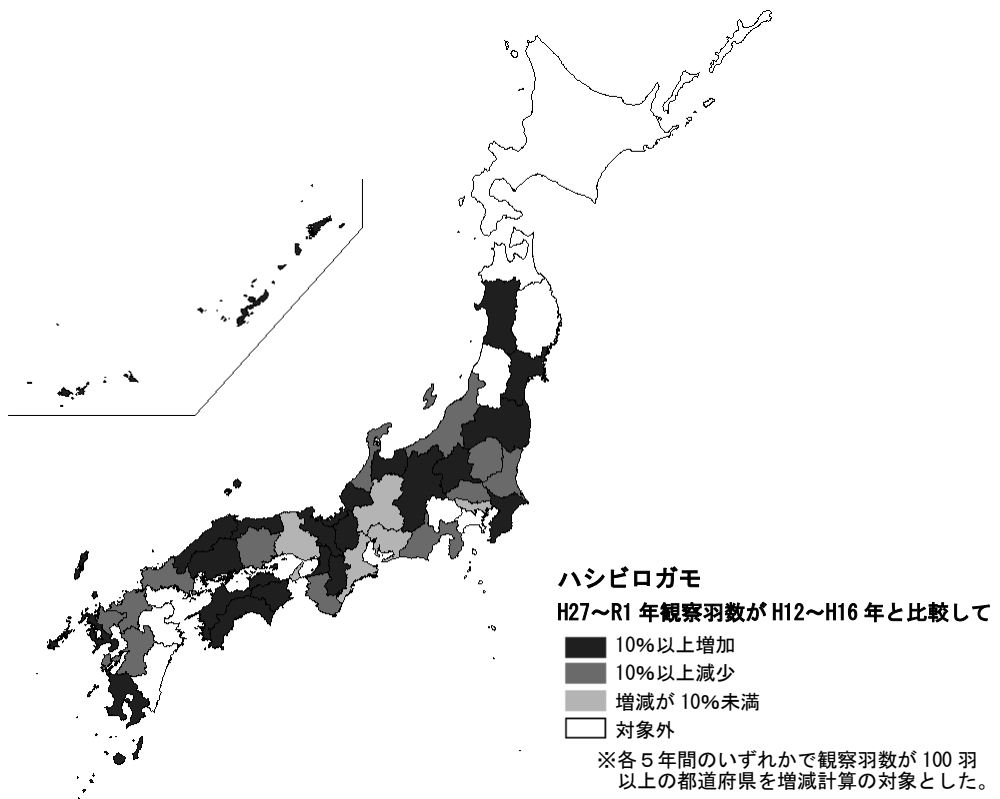 ハシビロガモ
H27～R1 年観察羽数が H12～H16 年と比較して
10%以上増加
10%以上減少
増減が 10%未満
対象外
※各５年間のいずれかで観察羽数が 100 羽
以上の都道府県を増減計算の対象とした。